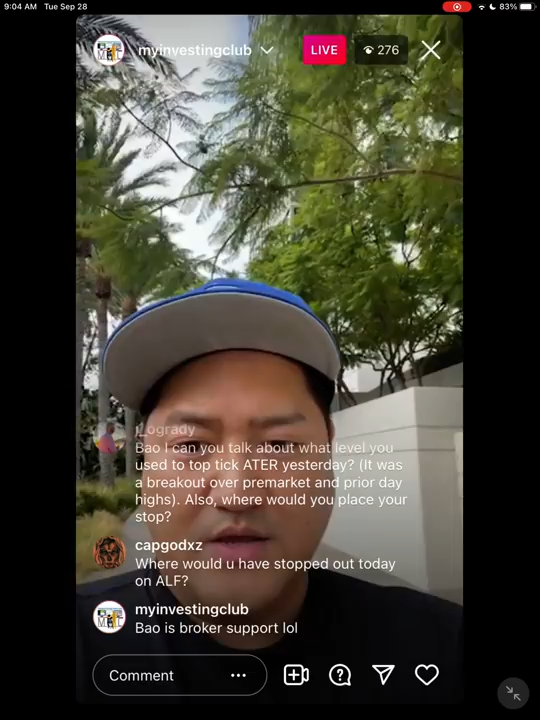 9:04 AM Tue Sep 28
83%
myinvestingclub
LIVE
276
_ogrady
Bao I can you talk about what level you
used to top tick ATER yesterday? (It was
a breakout over premarket and prior day
highs). Also, where would you place your
stop?
capgodxz
Where would u have stopped out today
on ALF?
myinvestingclub
Bao is broker support lol
Comment